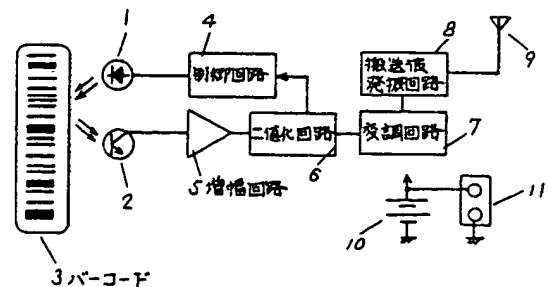 1
2
3 バーコード
4
制御回路
5 増幅回路
二値化回路
6
変調回路
7
搬送波
発振回路
8
9
10
11